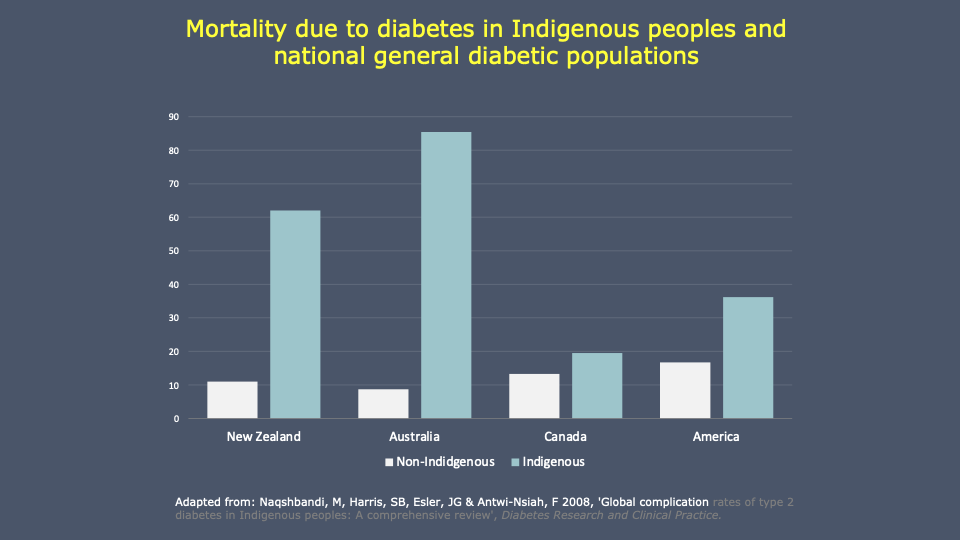 Mortality due to diabetes in Indigenous peoples and
national general diabetic populations
90
80
70
60
50
40
30
20
10
0
New Zealand
Australia
Canada
America
Non-Indidgenous
Indigenous
Adapted from: Naqshbandi, M, Harris, SB, Esler, JG & Antwi-Nsiah, F 2008, 'Global complication rates of type 2
diabetes in Indigenous peoples: A comprehensive review', Diabetes Research and Clinical Practice.